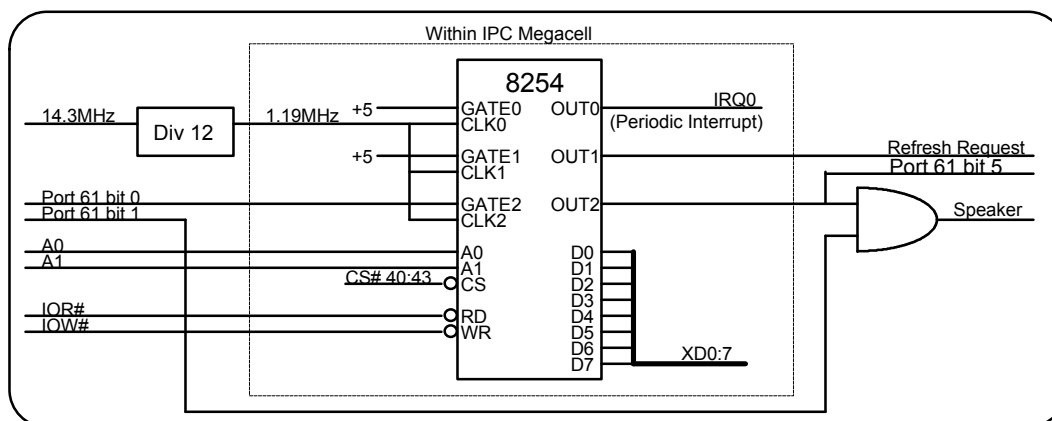 Within IPC Megacell
8254
14.3MHz
Div 12
1.19MHz
+5
GATE0
CLK0
OUT0
IRQ0
(Periodic Interrupt)
+5
GATE1
CLK1
OUT1
Refresh Request
Port 61 bit 5
Port 61 bit 0
Port 61 bit 1
GATE2
CLK2
OUT2
Speaker
A0
A1
A0
A1
CS# 40:43
CS
IOR#
IOW#
RD
WR
D0
D1
D2
D3
D4
D5
D6
D7
XD0:7